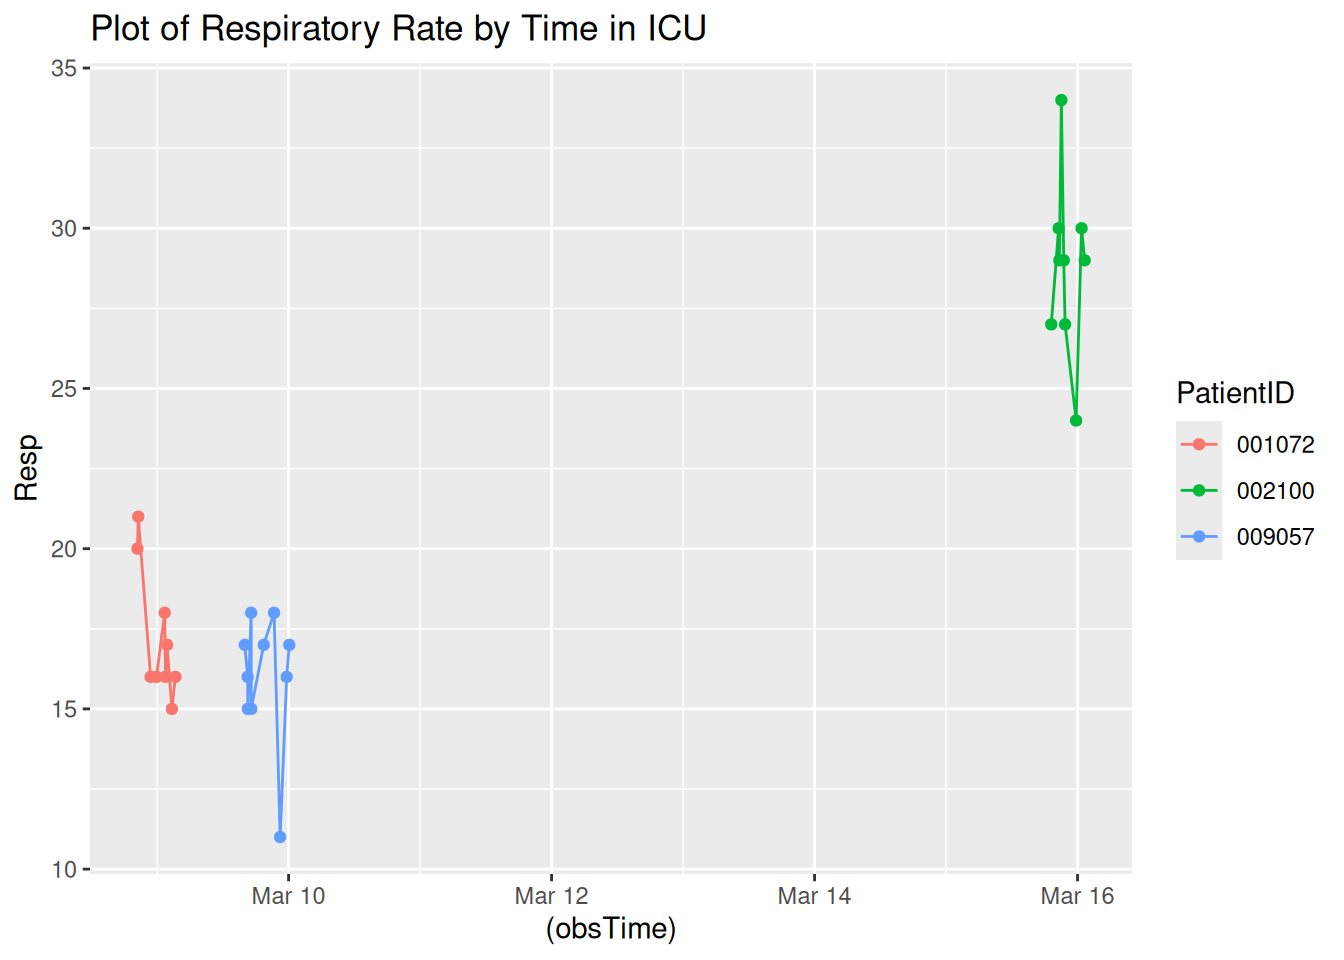 Plot of Respiratory Rate by Time in ICU
35
30
25
20
15
10
Resp
Mar 10
Mar 12
Mar 14
Mar 16
(obsTime)
PatientID
001072
002100
009057